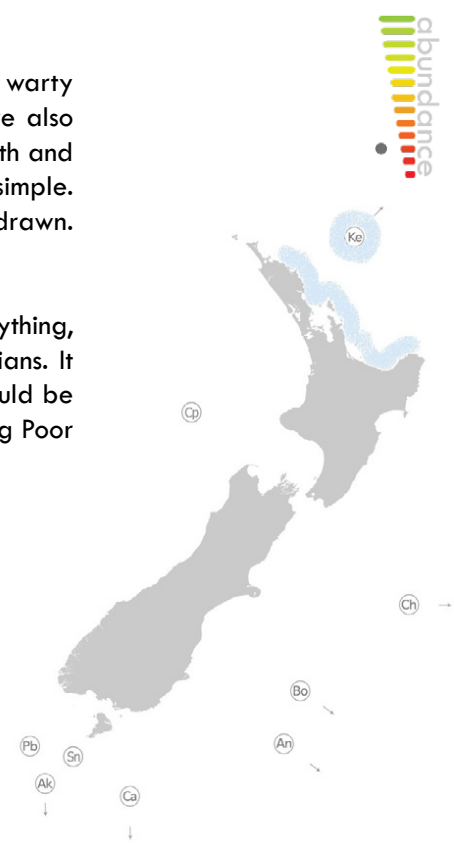 abundance
warty
e also
th and
simple.
drawn.
ything,
ians. It
uld be
g Poor
Ke
Cp
Ch
Bo
An
Pb
Sn
Ak
Ca